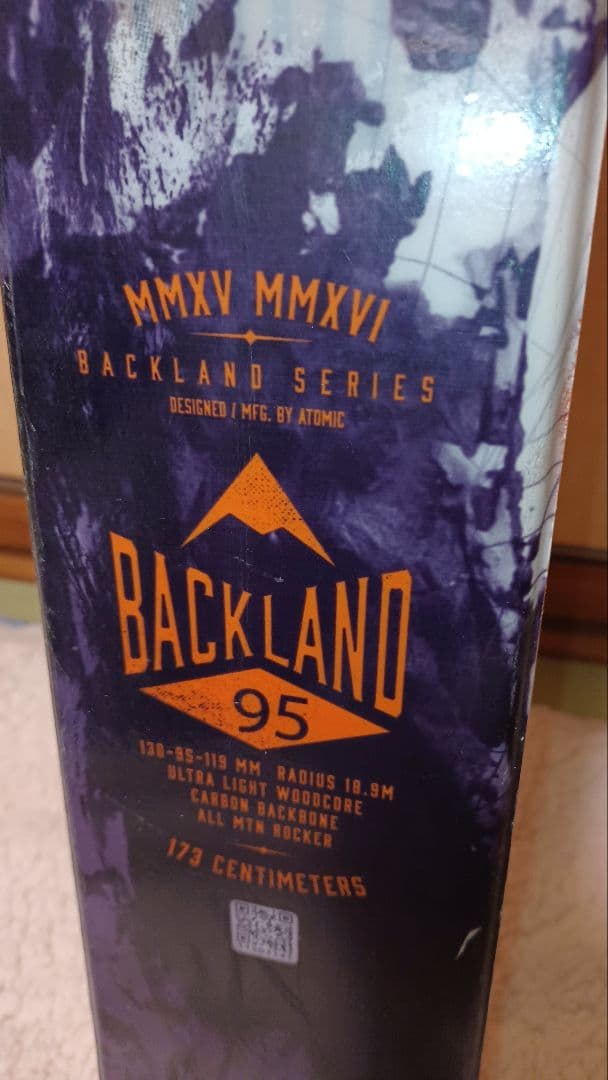 MMXV MMXVI
BACKLAND SERIES
DESIGNED / MFG. BY ATOMIC
BACKLAND
95
130-95-119 MM RADIUS 18.9M
ULTRA LIGHT WOODCORE
CARBON BACKBONE
ALL MTN ROCKER
173 CENTIMETERS